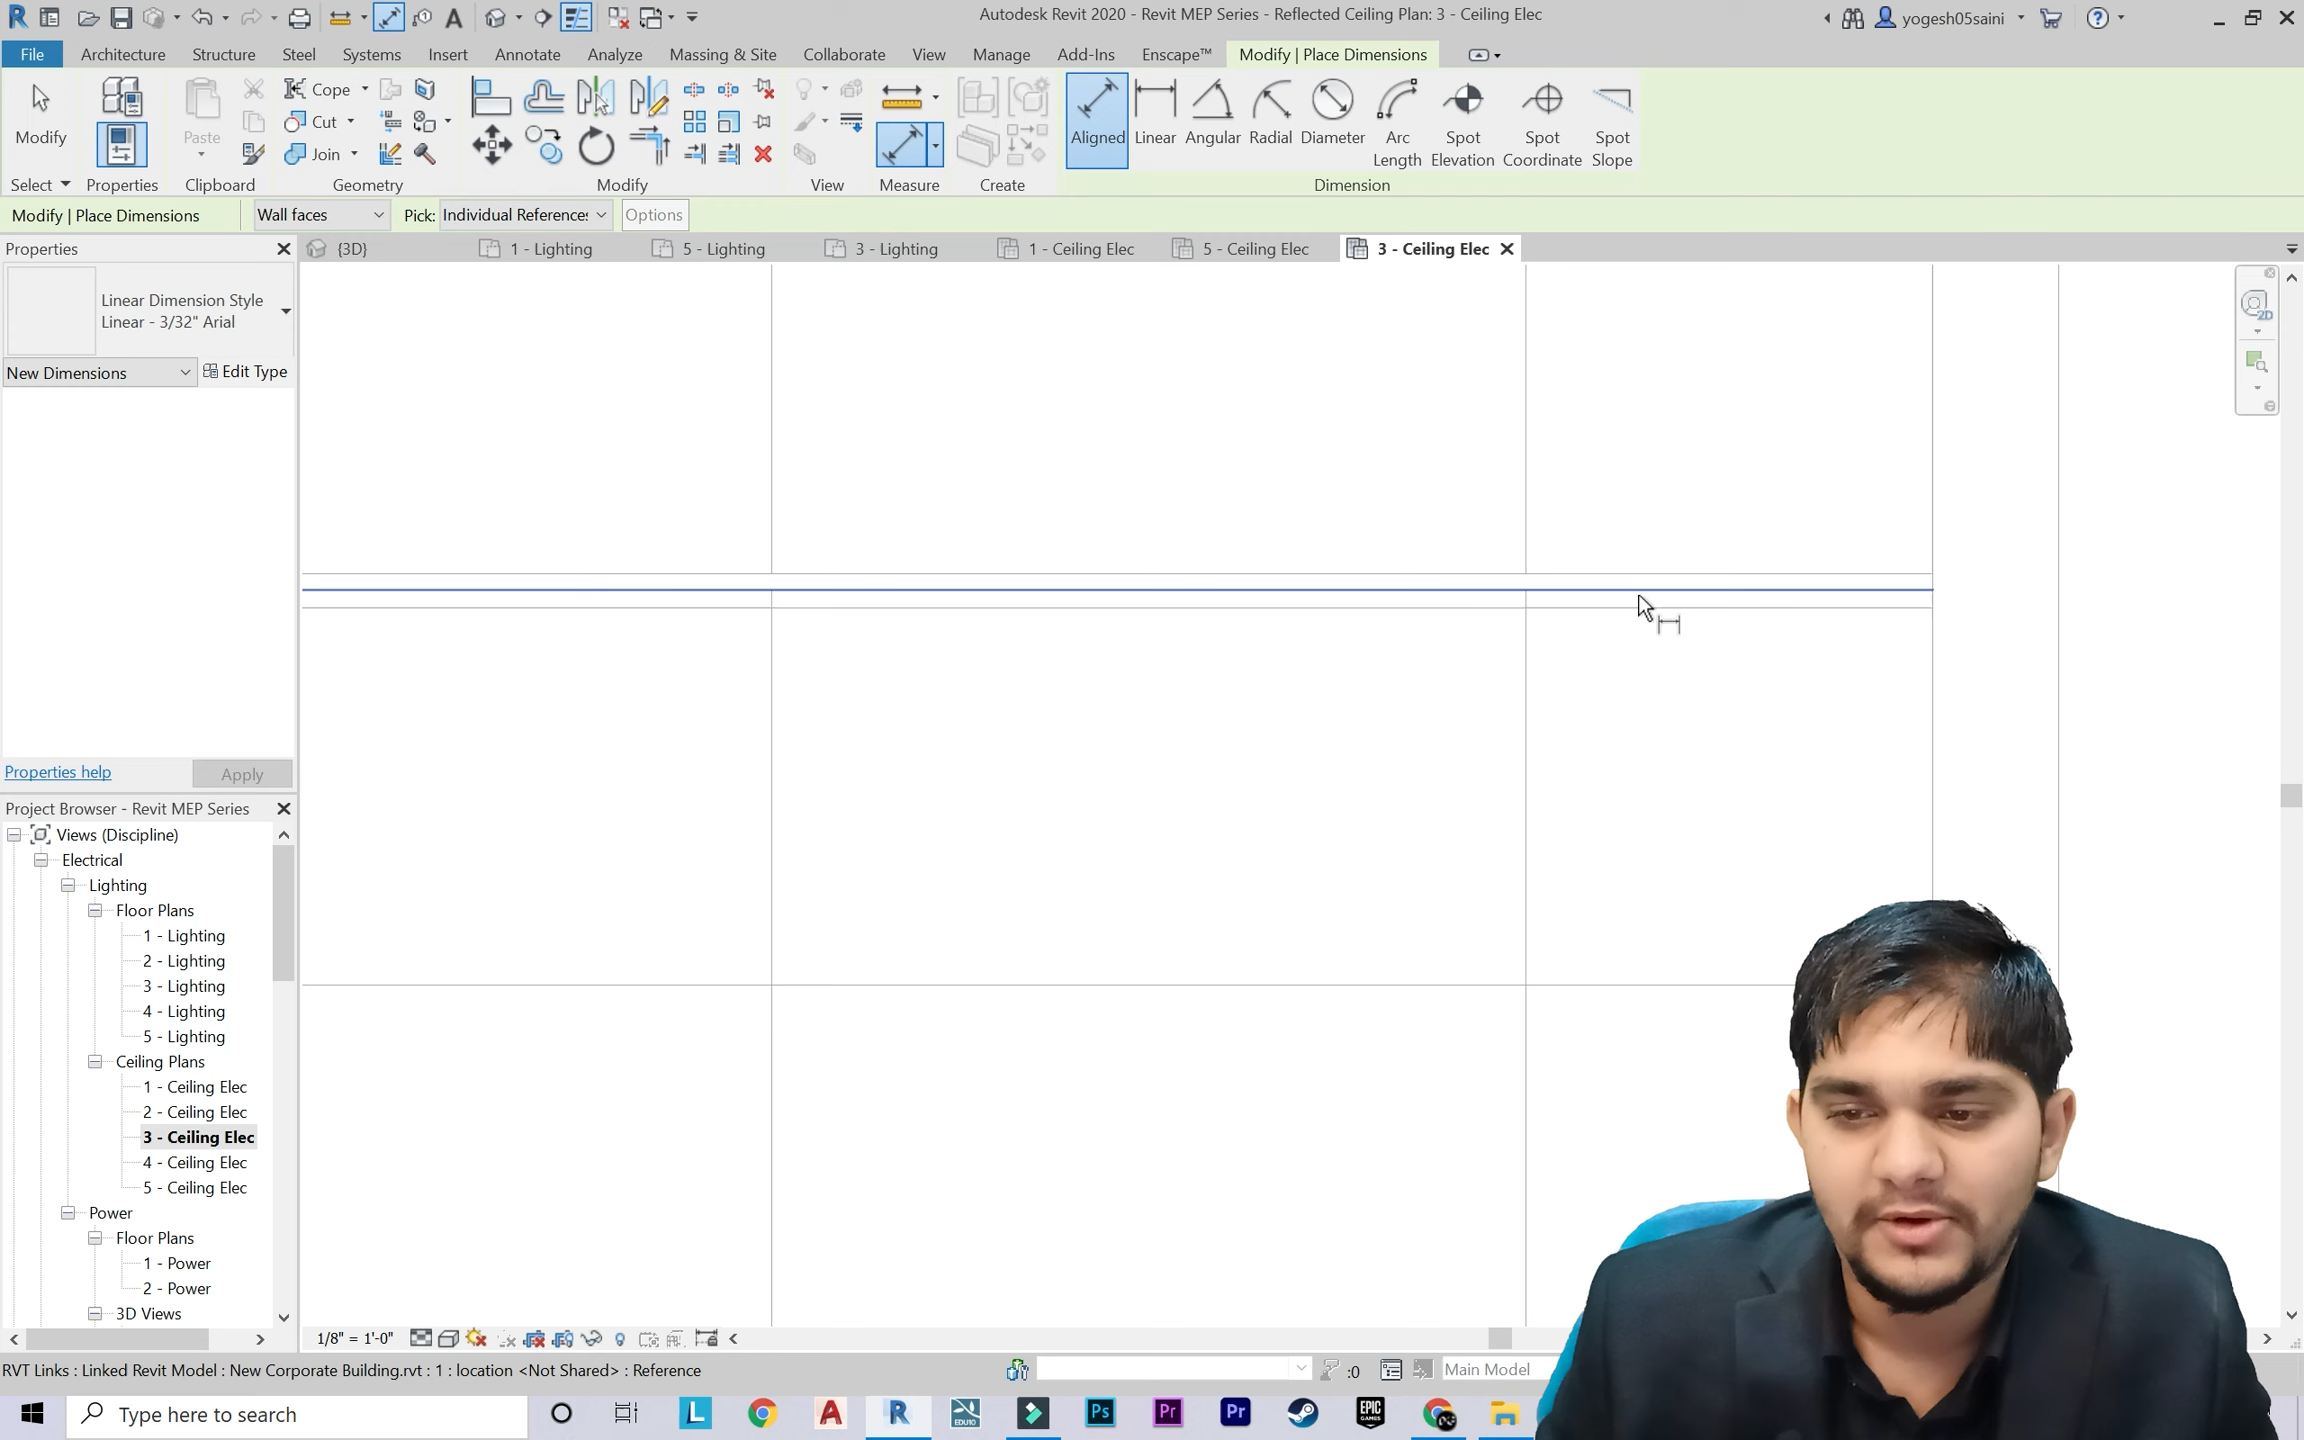 Autodesk Revit 2020 - Revit MEP Series - Reflected Ceiling Plan: 3 - Ceiling Elec
yogesh05saini
File Architecture Structure Steel Systems Insert Annotate Analyze Massing & Site Collaborate View Manage Add-Ins Enscape™ Modify | Place Dimensions
Modify
Paste
Cope
Cut
Join
Aligned Linear Angular Radial Diameter Arc Length Spot Elevation Spot Coordinate Spot Slope
Select Properties Clipboard Geometry Modify View Measure Create Dimension
Modify | Place Dimensions Wall faces Pick: Individual References Options
Properties
{3D} 1 - Lighting 5 - Lighting 3 - Lighting 1 - Ceiling Elec 5 - Ceiling Elec 3 - Ceiling Elec
2D
Linear Dimension Style
Linear - 3/32" Arial
New Dimensions Edit Type
Properties help Apply
Project Browser - Revit MEP Series
Views (Discipline)
Electrical
Lighting
Floor Plans
1 - Lighting
2 - Lighting
3 - Lighting
4 - Lighting
5 - Lighting
Ceiling Plans
1 - Ceiling Elec
2 - Ceiling Elec
3 - Ceiling Elec
4 - Ceiling Elec
5 - Ceiling Elec
Power
Floor Plans
1 - Power
2 - Power
3D Views
1/8" = 1'-0"
RVT Links : Linked Revit Model : New Corporate Building.rvt : 1 : location <Not Shared> : Reference
:0 Main Model
Type here to search
L A R EDU10 Ps Pr Pr EPIC GAMES